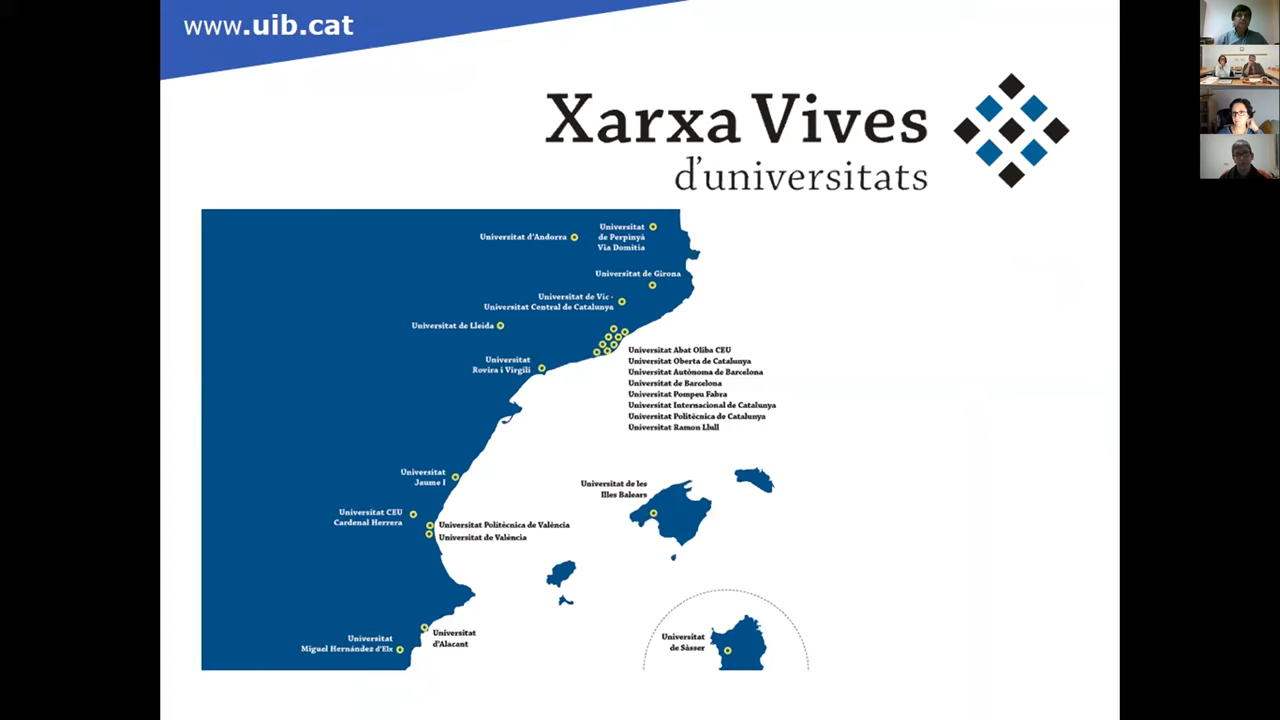 www.uib.cat
Xarxa Vives
d'universitats
Universitat d'Andorra
Universitat
de Perpinyà
Via Domitia
Universitat de Girona
Universitat de Vic ·
Universitat Central de Catalunya
Universitat de Lleida
Universitat
Rovira i Virgili
Universitat Abat Oliba CEU
Universitat Oberta de Catalunya
Universitat Autònoma de Barcelona
Universitat de Barcelona
Universitat Pompeu Fabra
Universitat Internacional de Catalunya
Universitat Politècnica de Catalunya
Universitat Ramon Llull
Universitat
Jaume I
Universitat de les
Illes Balears
Universitat CEU
Cardenal Herrera
Universitat Politècnica de València
Universitat de València
Universitat
d'Alacant
Universitat
Miguel Hernández d'Elx
Universitat
de Sàsser